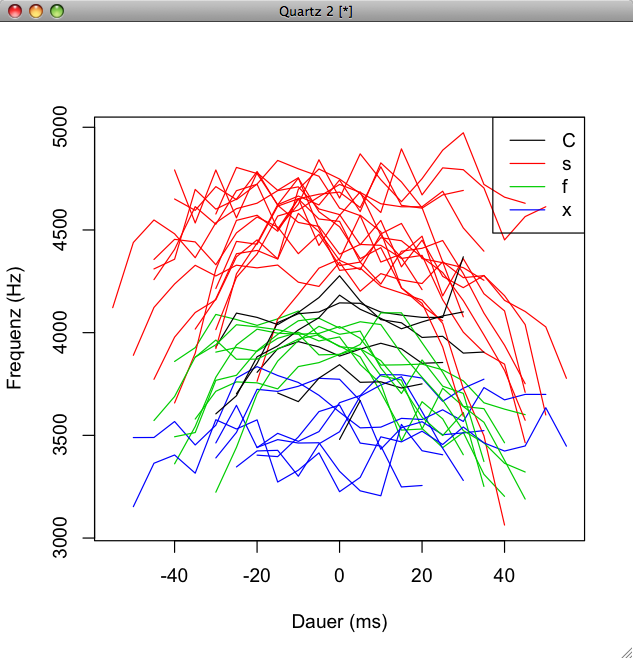 Quartz 2 [*]
5000
4500
4000
3500
3000
Frequenz (Hz)
C
s
f
x
-40 -20 0 20 40
Dauer (ms)